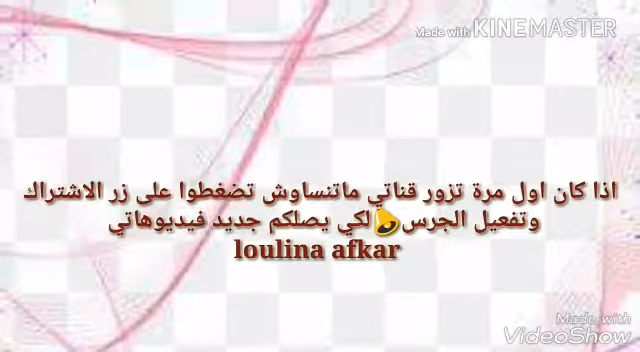 Made with KINEMASTER
اذا كان اول مرة تزور قناتي ماتنساوش تضغطوا على زر الاشتراك
وتفعيل الجرس🔔لكي يصلكم جديد فيديوهاتي
loulina afkar
Made with
VideoShow